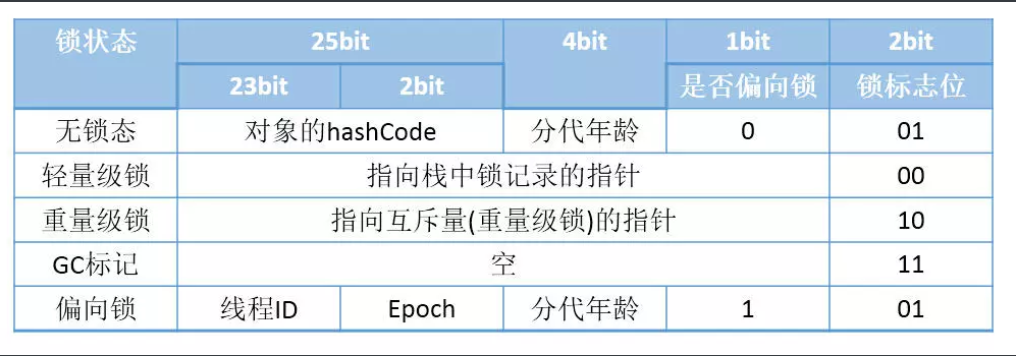 锁状态 25bit 4bit 1bit 2bit
23bit 2bit 是否偏向锁 锁标志位
无锁态 对象的hashCode 分代年龄 0 01
轻量级锁 指向栈中锁记录的指针 00
重量级锁 指向互斥量(重量级锁)的指针 10
GC标记 空 11
偏向锁 线程ID Epoch 分代年龄 1 01